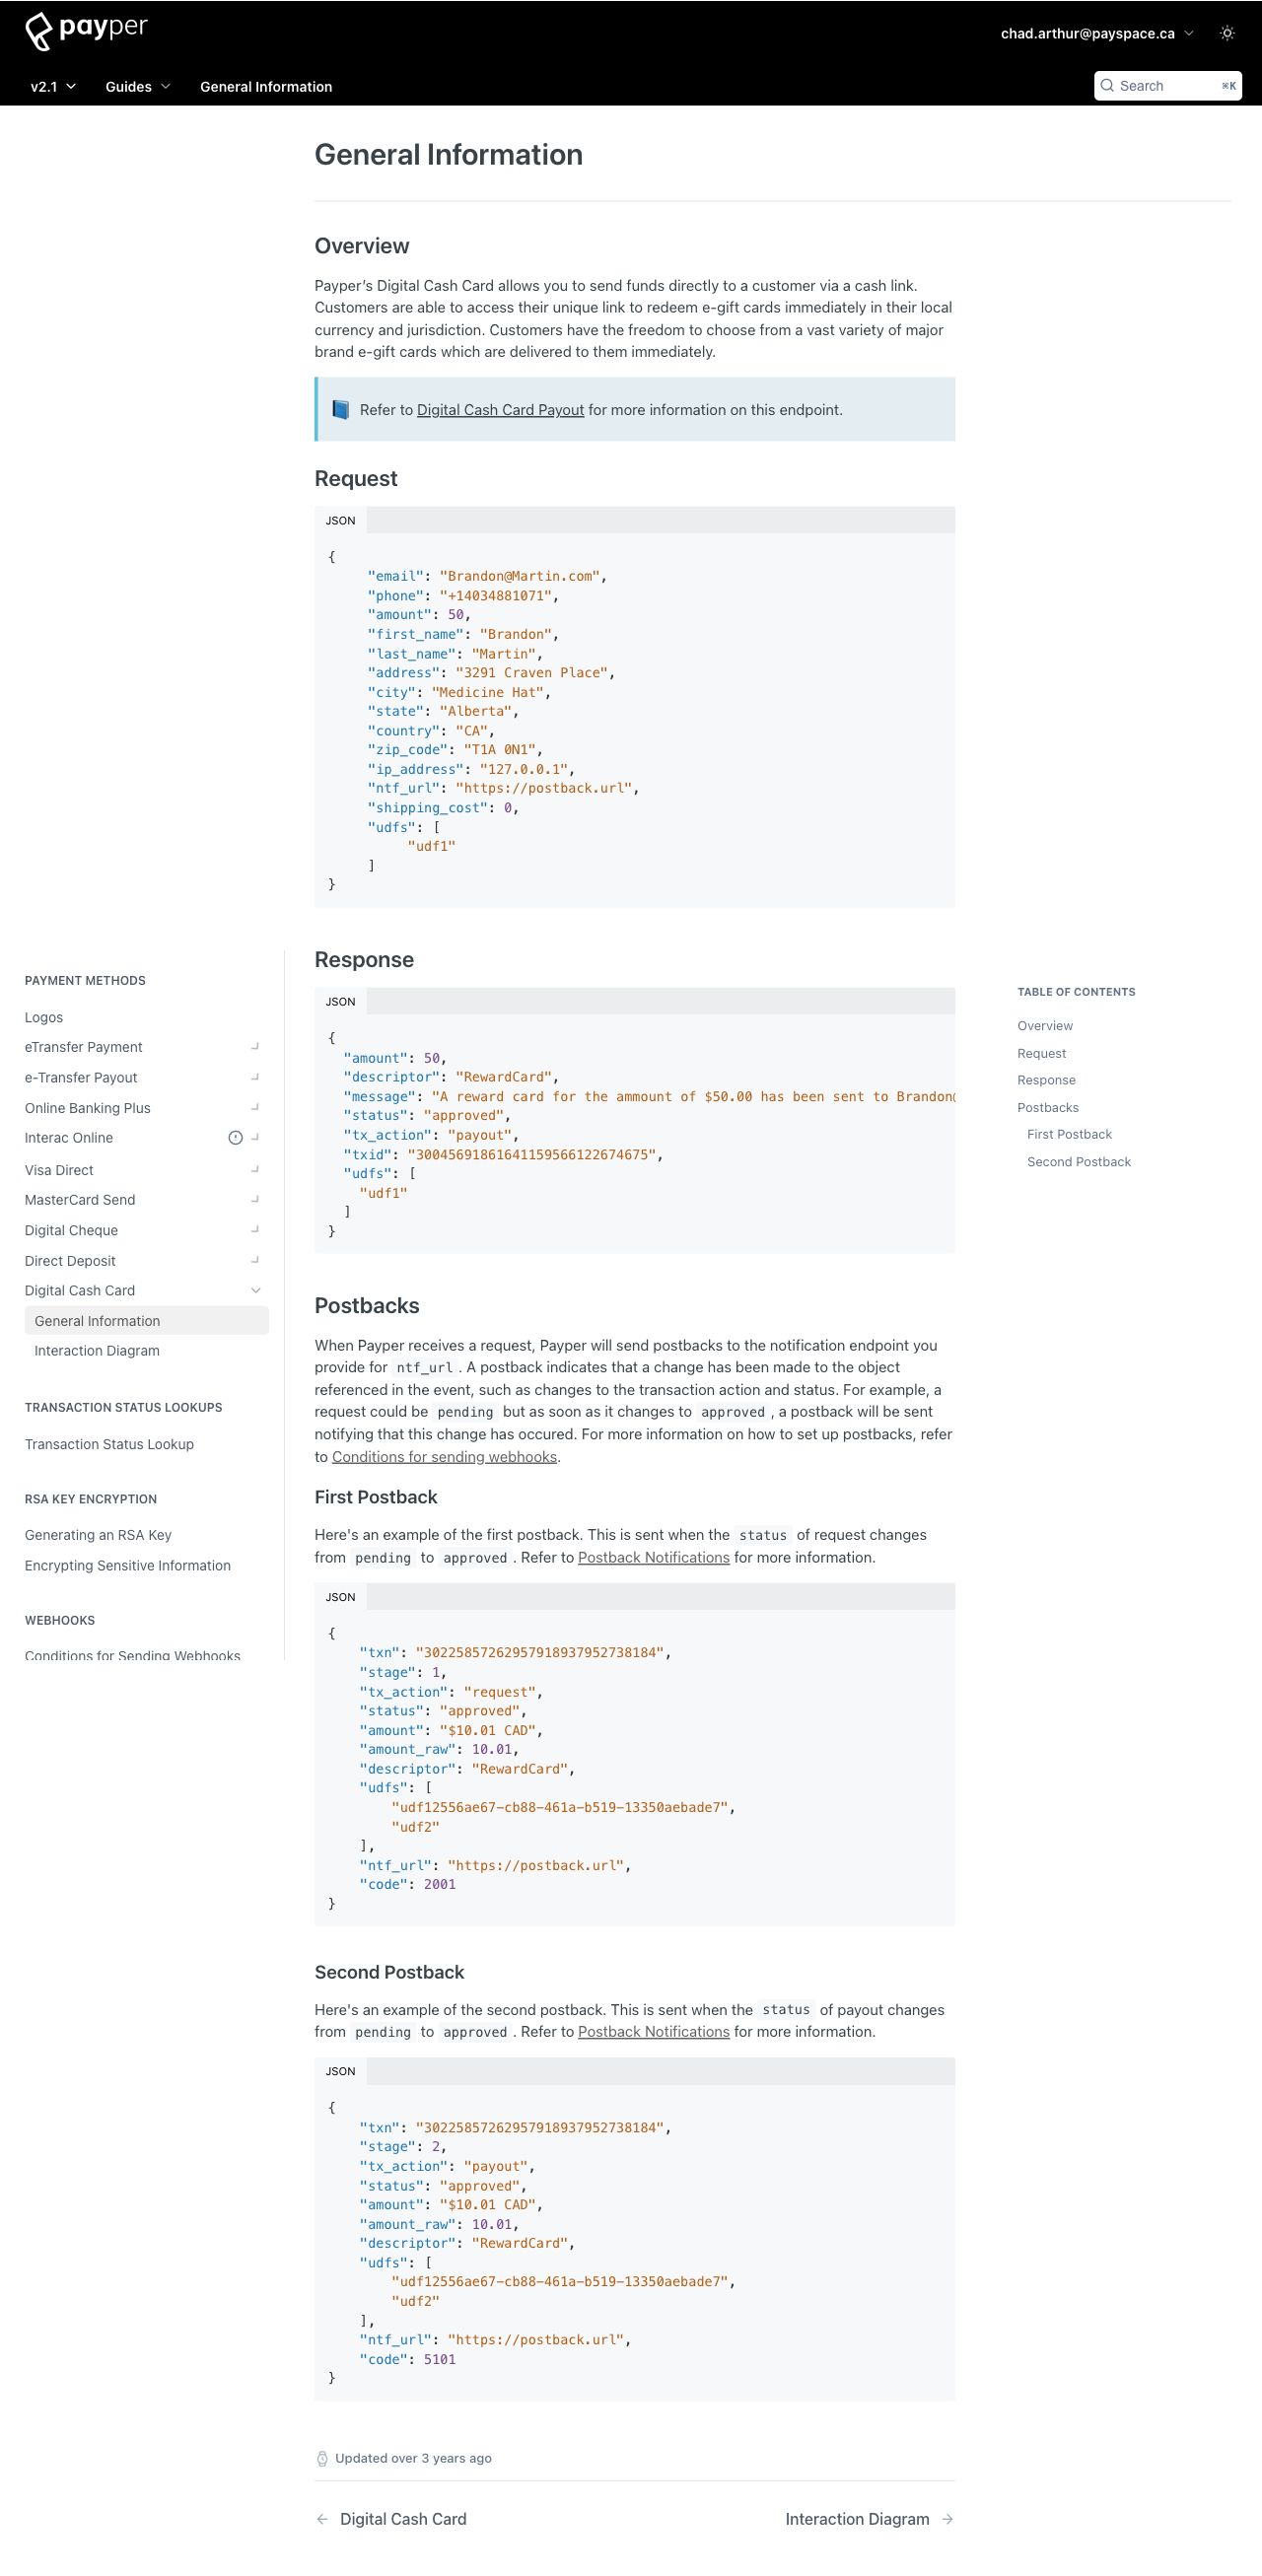 payper
chad.arthur@payspace.ca
v2.1 Guides General Information
Search ⌘K
General Information
Overview
Payper’s Digital Cash Card allows you to send funds directly to a customer via a cash link.
Customers are able to access their unique link to redeem e-gift cards immediately in their local
currency and jurisdiction. Customers have the freedom to choose from a vast variety of major
brand e-gift cards which are delivered to them immediately.
Refer to Digital Cash Card Payout for more information on this endpoint.
Request
JSON
{
"email": "Brandon@Martin.com",
"phone": "+14034881071",
"amount": 50,
"first_name": "Brandon",
"last_name": "Martin",
"address": "3291 Craven Place",
"city": "Medicine Hat",
"state": "Alberta",
"country": "CA",
"zip_code": "T1A 0N1",
"ip_address": "127.0.0.1",
"ntf_url": "https://postback.url",
"shipping_cost": 0,
"udfs": [
"udf1"
]
}
PAYMENT METHODS
Logos
eTransfer Payment
e-Transfer Payout
Online Banking Plus
Interac Online
Visa Direct
MasterCard Send
Digital Cheque
Direct Deposit
Digital Cash Card
General Information
Interaction Diagram
TRANSACTION STATUS LOOKUPS
Transaction Status Lookup
RSA KEY ENCRYPTION
Generating an RSA Key
Encrypting Sensitive Information
WEBHOOKS
Conditions for Sending Webhooks
Response
JSON
{
"amount": 50,
"descriptor": "RewardCard",
"message": "A reward card for the ammount of $50.00 has been sent to Brandon@
"status": "approved",
"tx_action": "payout",
"txid": "30045691861641159566122674675",
"udfs": [
"udf1"
]
}
TABLE OF CONTENTS
Overview
Request
Response
Postbacks
First Postback
Second Postback
Postbacks
When Payper receives a request, Payper will send postbacks to the notification endpoint you
provide for ntf_url. A postback indicates that a change has been made to the object
referenced in the event, such as changes to the transaction action and status. For example, a
request could be pending but as soon as it changes to approved, a postback will be sent
notifying that this change has occured. For more information on how to set up postbacks, refer
to Conditions for sending webhooks.
First Postback
Here's an example of the first postback. This is sent when the status of request changes
from pending to approved. Refer to Postback Notifications for more information.
JSON
{
"txn": "30225857262957918937952738184",
"stage": 1,
"tx_action": "request",
"status": "approved",
"amount": "$10.01 CAD",
"amount_raw": 10.01,
"descriptor": "RewardCard",
"udfs": [
"udf12556ae67-cb88-461a-b519-13350aebade7",
"udf2"
],
"ntf_url": "https://postback.url",
"code": 2001
}
Second Postback
Here's an example of the second postback. This is sent when the status of payout changes
from pending to approved. Refer to Postback Notifications for more information.
JSON
{
"txn": "30225857262957918937952738184",
"stage": 2,
"tx_action": "payout",
"status": "approved",
"amount": "$10.01 CAD",
"amount_raw": 10.01,
"descriptor": "RewardCard",
"udfs": [
"udf12556ae67-cb88-461a-b519-13350aebade7",
"udf2"
],
"ntf_url": "https://postback.url",
"code": 5101
}
Updated over 3 years ago
← Digital Cash Card Interaction Diagram →